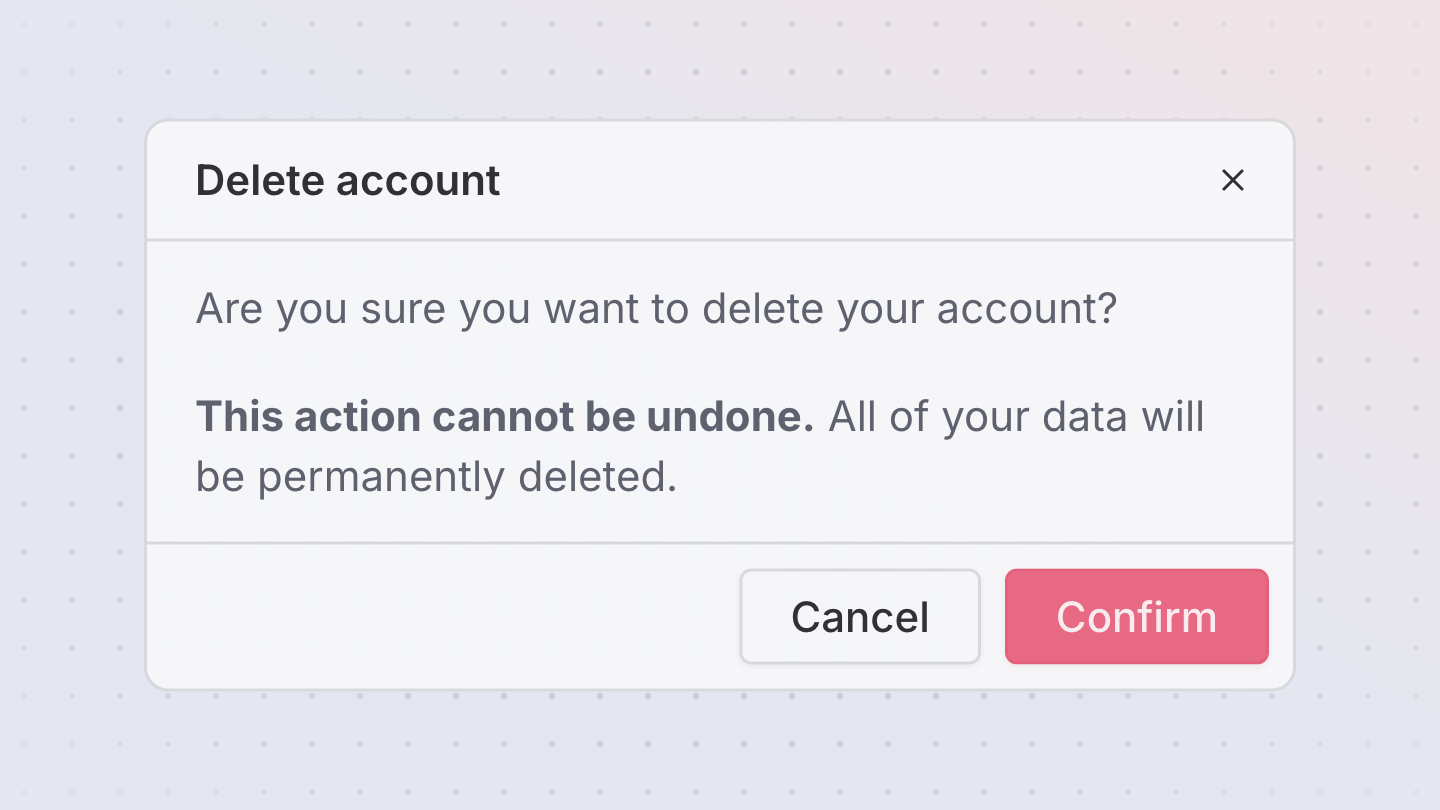 Delete account
Are you sure you want to delete your account?
This action cannot be undone. All of your data will
be permanently deleted.
Cancel
Confirm